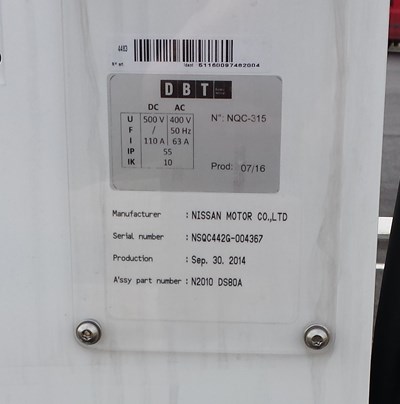 51150097482004
DBT
DC AC
U 500 V 400 V
F / 50 Hz
I 110 A 63 A
IP 55
IK 10
N°: NQC-315
Prod: 07/16
Manufacturer : NISSAN MOTOR CO.,LTD
Serial number : NSQC442G-004367
Production : Sep. 30. 2014
A'ssy part number : N2010 DS80A